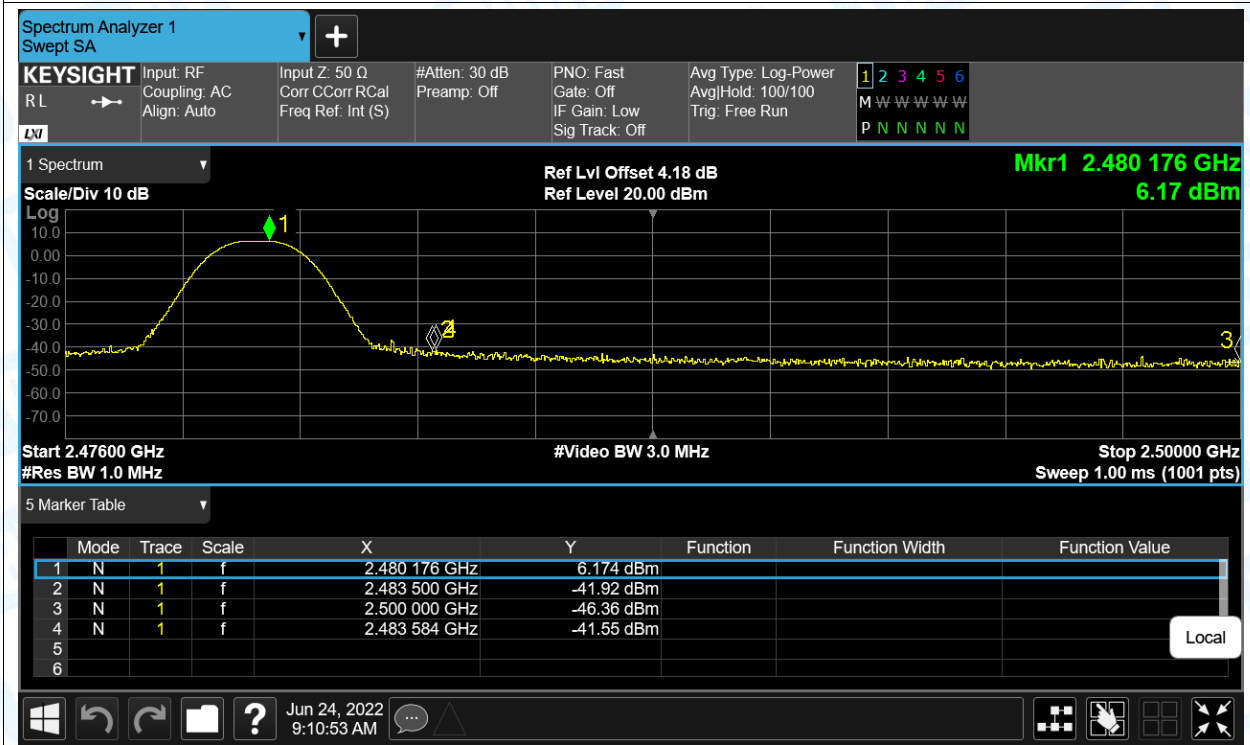 Spectrum Analyzer 1
Swept SA
+
KEYSIGHT Input: RF Input Z: 50 Ω #Atten: 30 dB PNO: Fast Avg Type: Log-Power 1 2 3 4 5 6
R L Coupling: AC Corr CCorr RCal Preamp: Off Gate: Off Avg|Hold: 100/100 M W W W W W
Align: Auto Freq Ref: Int (S) IF Gain: Low Trig: Free Run
LXI Sig Track: Off P N N N N N
1 Spectrum Ref Lvl Offset 4.18 dB Mkr1 2.480 176 GHz
Scale/Div 10 dB Ref Level 20.00 dBm 6.17 dBm
Log
1
10.0
0.00
-10.0
-20.0
-30.0
2 4
3
-40.0
-50.0
-60.0
-70.0
Start 2.47600 GHz #Video BW 3.0 MHz Stop 2.50000 GHz
#Res BW 1.0 MHz Sweep 1.00 ms (1001 pts)
5 Marker Table
Mode Trace Scale X Y Function Function Width Function Value
1 N 1 f 2.480 176 GHz 6.174 dBm
2 N 1 f 2.483 500 GHz -41.92 dBm
3 N 1 f 2.500 000 GHz -46.36 dBm
4 N 1 f 2.483 584 GHz -41.55 dBm
5
6
Local
? Jun 24, 2022
9:10:53 AM